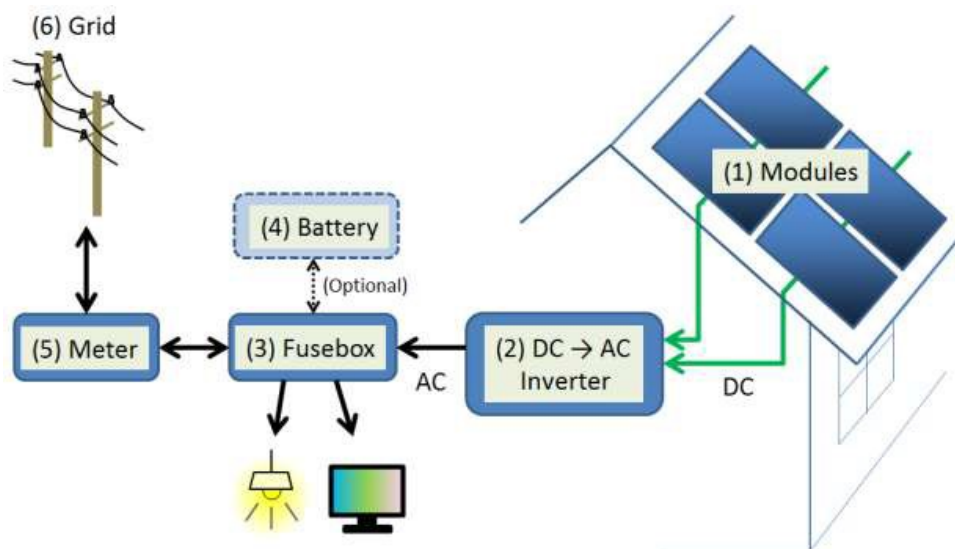 (6) Grid
(1) Modules
(4) Battery
(Optional)
(5) Meter
(3) Fusebox
(2) DC → AC
Inverter
AC
DC